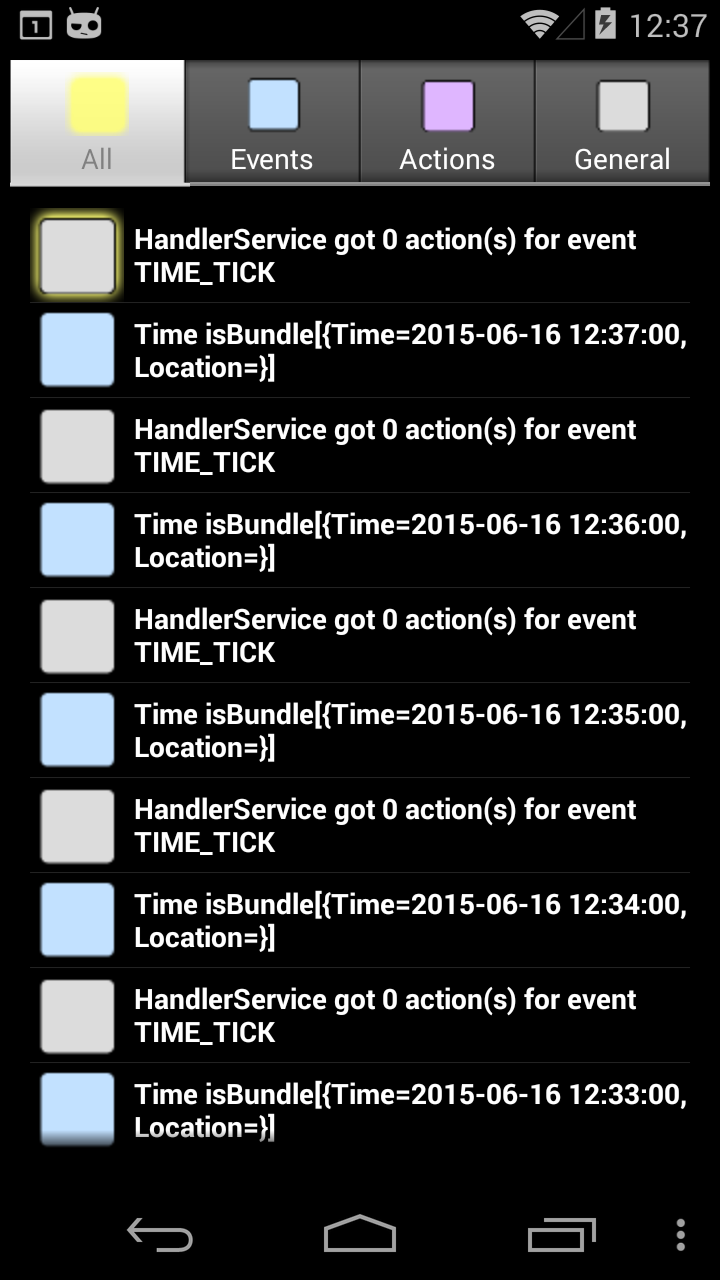 1 12:37
All Events Actions General
HandlerService got 0 action(s) for event
TIME_TICK
Time isBundle[{Time=2015-06-16 12:37:00,
Location=}]
HandlerService got 0 action(s) for event
TIME_TICK
Time isBundle[{Time=2015-06-16 12:36:00,
Location=}]
HandlerService got 0 action(s) for event
TIME_TICK
Time isBundle[{Time=2015-06-16 12:35:00,
Location=}]
HandlerService got 0 action(s) for event
TIME_TICK
Time isBundle[{Time=2015-06-16 12:34:00,
Location=}]
HandlerService got 0 action(s) for event
TIME_TICK
Time isBundle[{Time=2015-06-16 12:33:00,
Location=}]